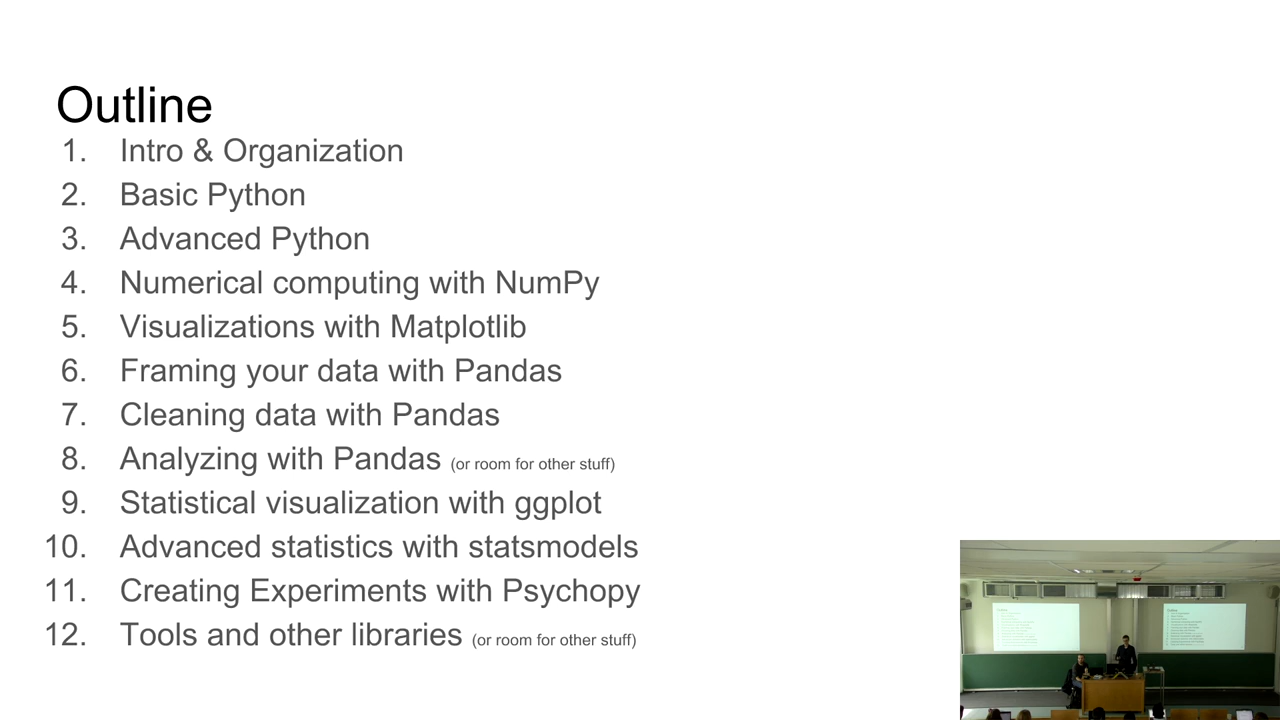 Outline
1. Intro & Organization
2. Basic Python
3. Advanced Python
4. Numerical computing with NumPy
5. Visualizations with Matplotlib
6. Framing your data with Pandas
7. Cleaning data with Pandas
8. Analyzing with Pandas (or room for other stuff)
9. Statistical visualization with ggplot
10. Advanced statistics with statsmodels
11. Creating Experiments with Psychopy
12. Tools and other libraries (or room for other stuff)